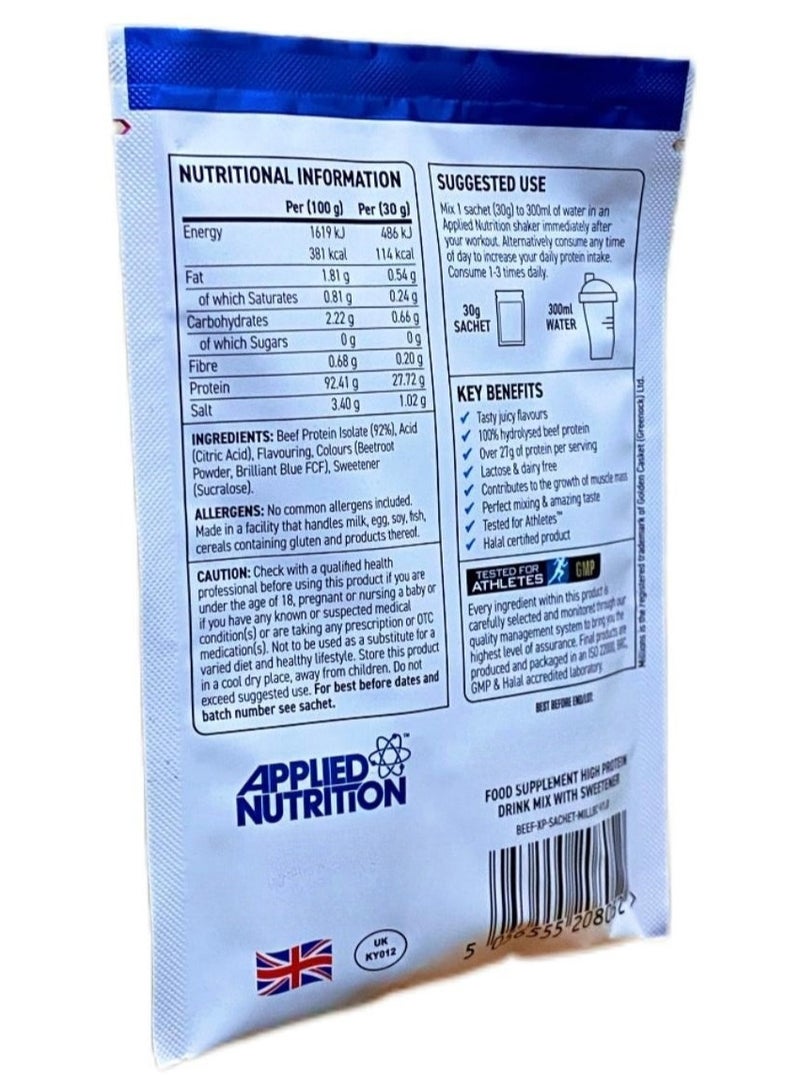 NUTRITIONAL INFORMATION
Per (100 g) Per (30 g)
Energy 1619 kJ 486 kJ
381 kcal 114 kcal
Fat 1.81 g 0.54 g
of which Saturates 0.81 g 0.24 g
Carbohydrates 2.22 g 0.66 g
of which Sugars 0 g 0 g
Fibre 0.68 g 0.20 g
Protein 92.41 g 27.72 g
Salt 3.40 g 1.02 g
INGREDIENTS: Beef Protein Isolate (92%), Acid
(Citric Acid), Flavouring, Colours (Beetroot
Powder, Brilliant Blue FCF), Sweetener
(Sucralose).
ALLERGENS: No common allergens included.
Made in a facility that handles milk, egg, soy, fish,
cereals containing gluten and products thereof.
CAUTION: Check with a qualified health
professional before using this product if you are
under the age of 18, pregnant or nursing a baby or
if you have any known or suspected medical
condition(s) or are taking any prescription or OTC
medication(s). Not to be used as a substitute for a
varied diet and healthy lifestyle. Store this product
in a cool dry place, away from children. Do not
exceed suggested use. For best before dates and
batch number see sachet.
SUGGESTED USE
Mix 1 sachet (30g) to 300ml of water in an
Applied Nutrition shaker immediately after
your workout. Alternatively consume any time
of day to increase your daily protein intake.
Consume 1-3 times daily.
30g
SACHET
300ml
WATER
KEY BENEFITS
✓ Tasty juicy flavours
✓ 100% hydrolysed beef protein
✓ Over 27g of protein per serving
✓ Lactose & dairy free
✓ Contributes to the growth of muscle mass
✓ Perfect mixing & amazing taste
✓ Tested for Athletes™
✓ Halal certified product
TESTED FOR
ATHLETES
GMP
Every ingredient within this product is
carefully selected and monitored through our
quality management system to bring you the
highest level of assurance. Final products are
produced and packaged in an ISO
GMP & Halal accredited laboratory
BEST BEFORE END/LOT:
Millions is the registered trademark of Golden Casket (Greenock) Ltd.
APPLIED
NUTRITION™
FOOD SUPPLEMENT HIGH PROTEIN
DRINK MIX WITH SWEETENER
BEEF-XP-SACHET-
UK
KY012
5